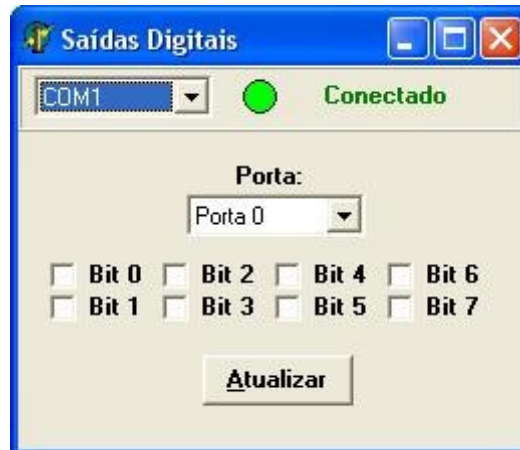 Saídas Digitais
COM1 Conectado
Porta:
Porta 0
Bit 0 Bit 2 Bit 4 Bit 6
Bit 1 Bit 3 Bit 5 Bit 7
Atualizar